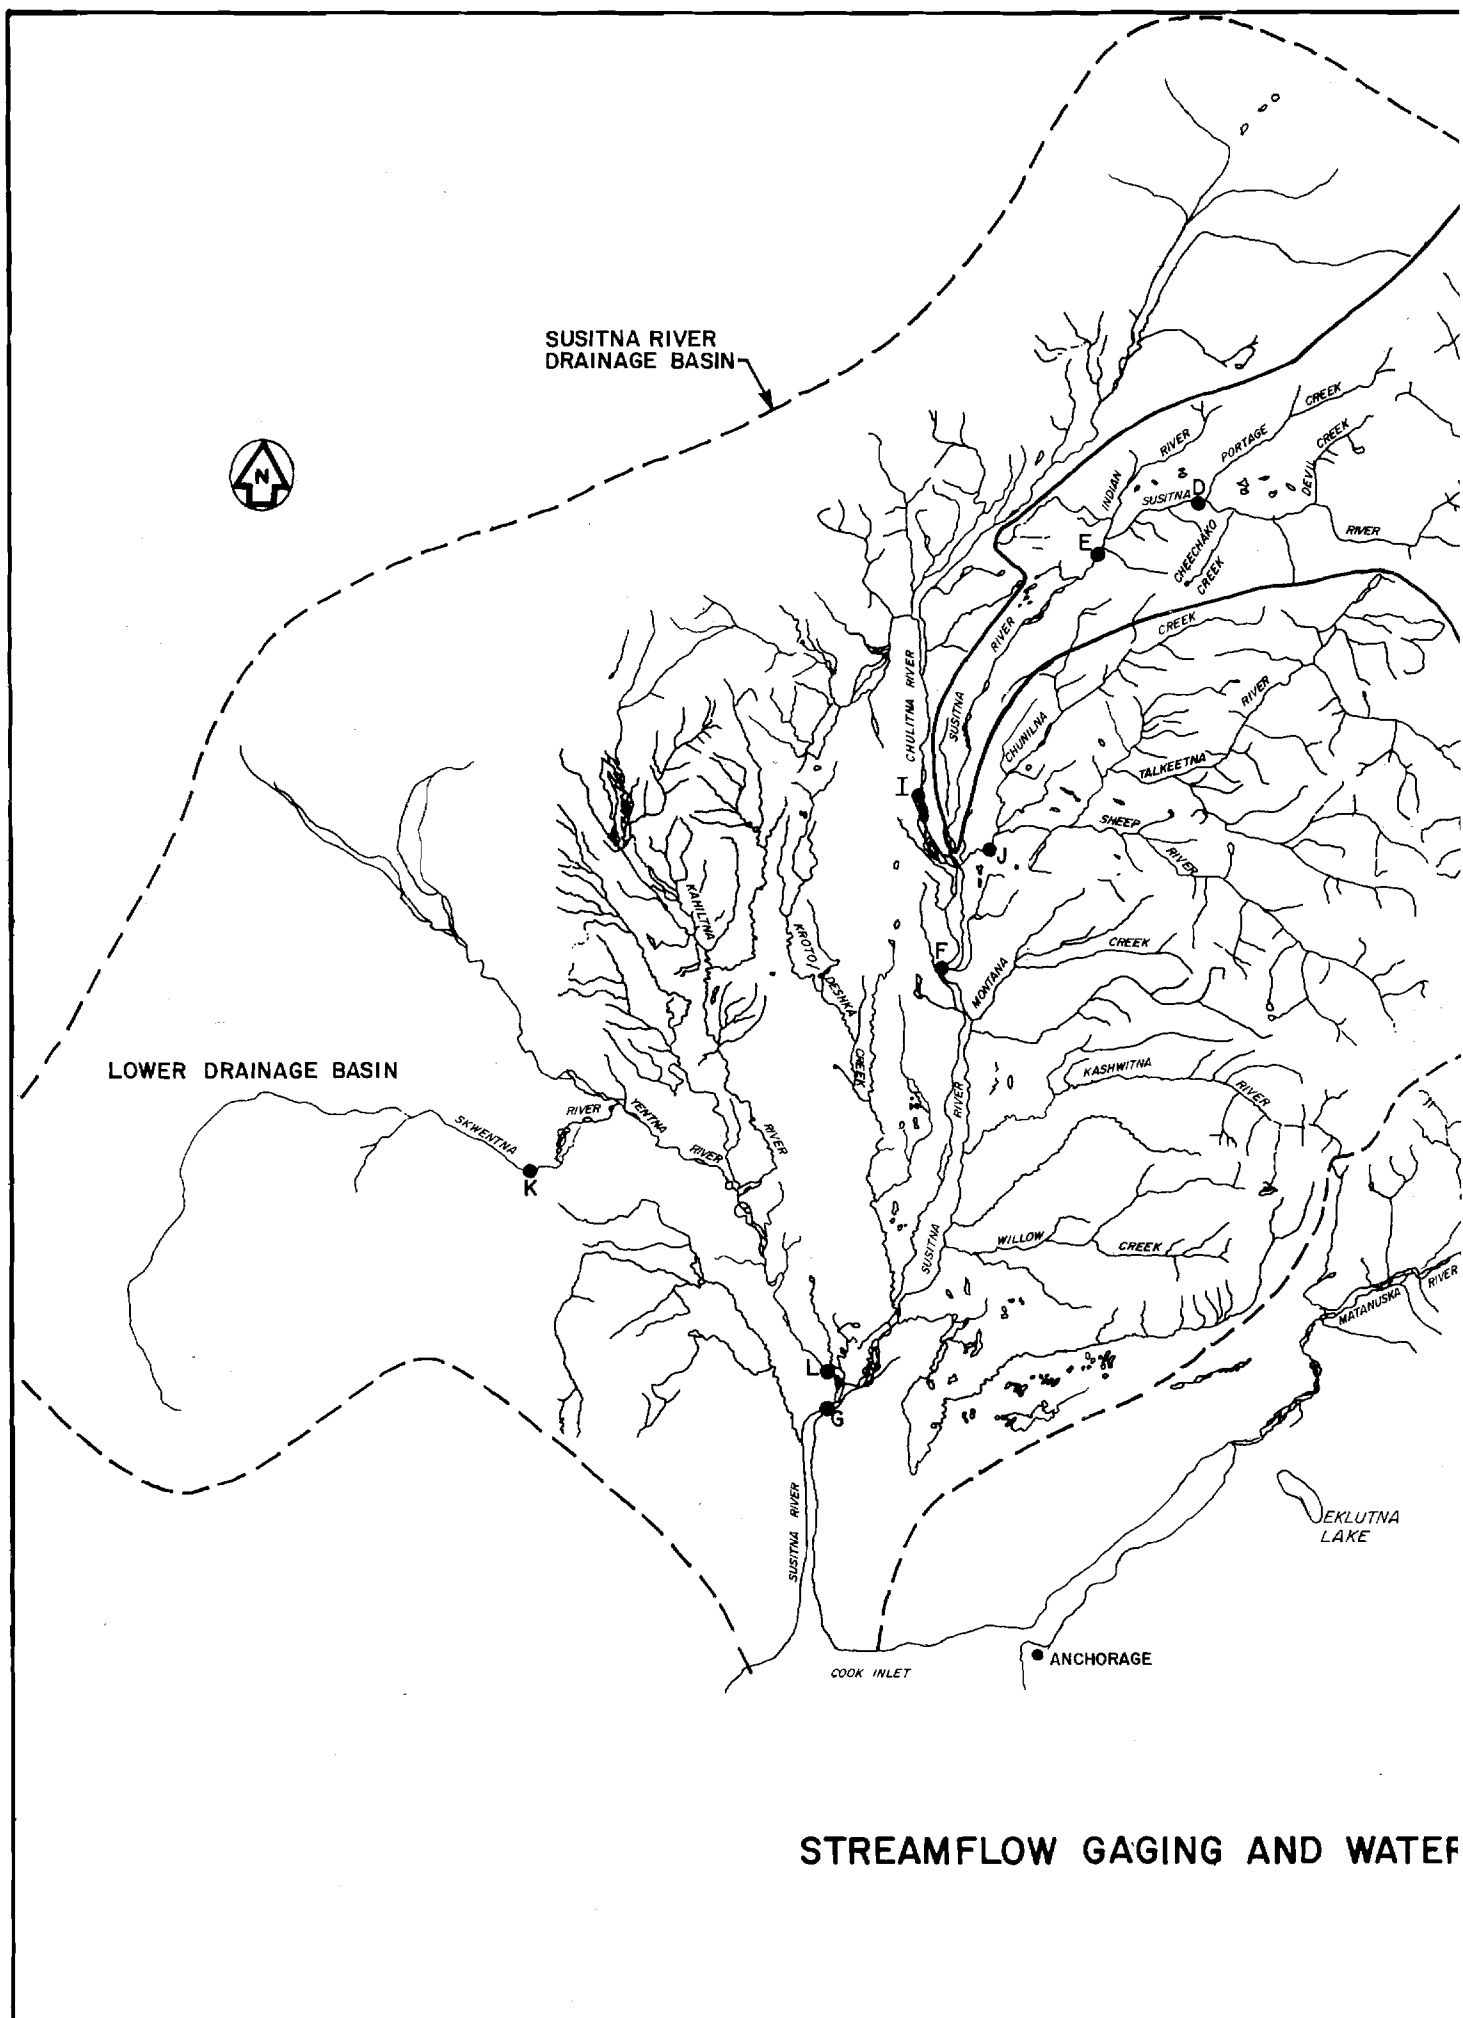 SUSITNA RIVER
DRAINAGE BASIN
N
CREEK
PORTAGE
RIVER
CREEK
DEVIL
INDIAN
SUSITNA
D
RIVER
E
CHEECHAKO
CREEK
CREEK
RIVER
CHULITNA RIVER
SUSITNA
CHUNILNA
RIVER
TALKEETNA
I
SHEEP
RIVER
J
KAHILTNA
KROTO/
DESHKA
CREEK
F
MONTANA
CREEK
LOWER DRAINAGE BASIN
KASHWITNA
RIVER
RIVER
SKWENTNA
RIVER
YENTNA
RIVER
RIVER
K
SUSITNA
WILLOW
CREEK
MATANUSKA
RIVER
L
G
SUSITNA RIVER
EKLUTNA
LAKE
ANCHORAGE
COOK INLET
STREAMFLOW GAGING AND WATER